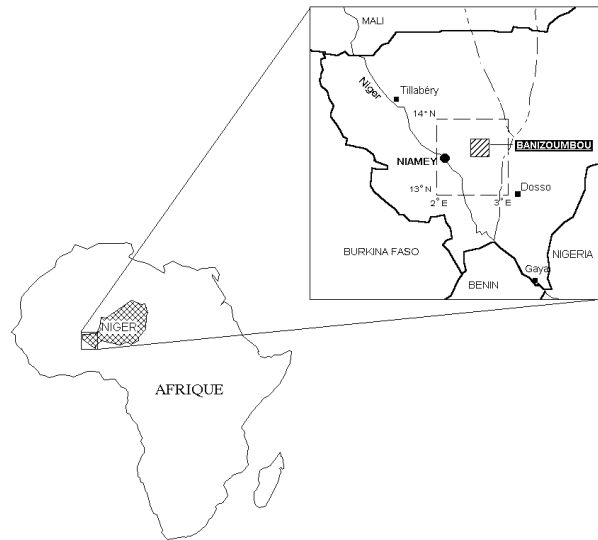 MALI
Niger
Tillabéry
14° N
BANIZOUMBOU
NIAMEY
13° N
2° E
3° E
Dosso
BURKINA FASO
NIGERIA
Gaya
BENIN
NIGER
AFRIQUE